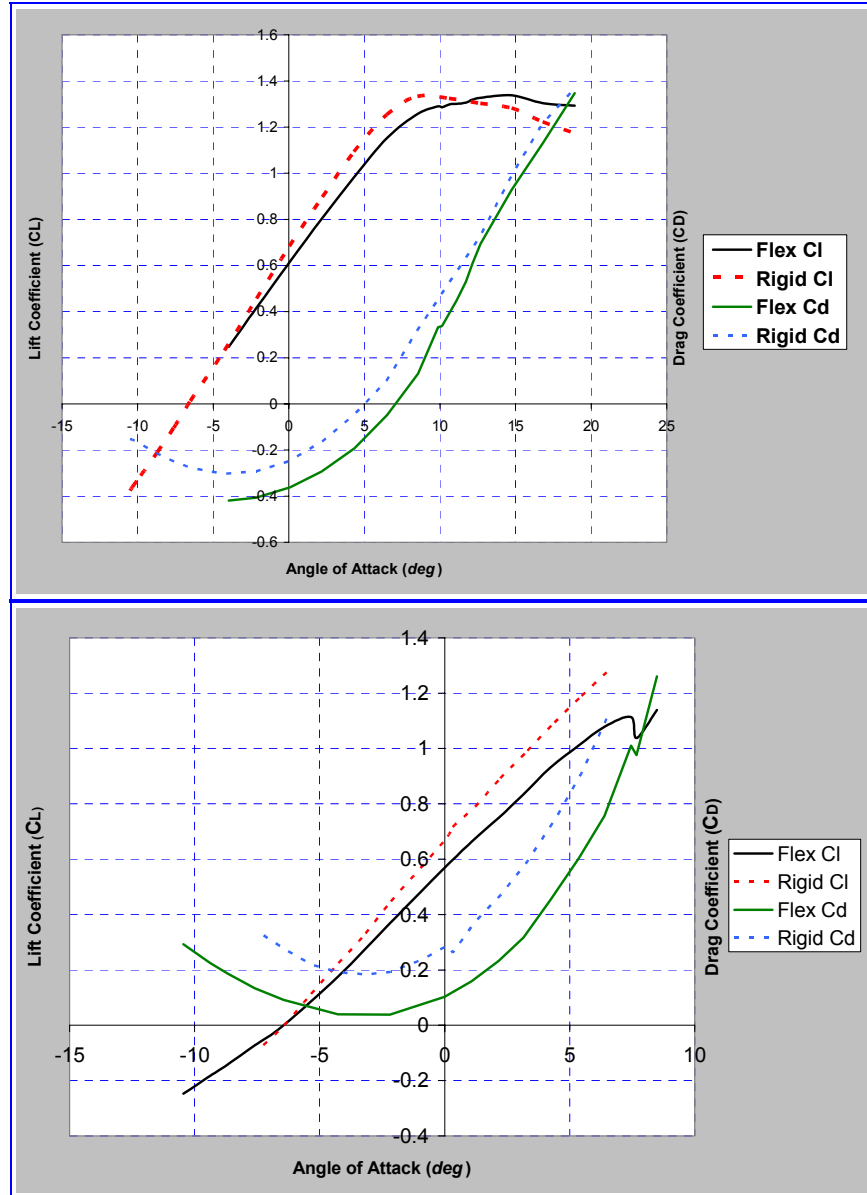 1.6
1.4
1.2
1
0.8
0.6
0.4
0.2
0
-0.2
-0.4
-0.6
-15
-10
-5
0
5
10
15
20
25
Lift Coefficient (CL)
Drag Coefficient (CD)
Angle of Attack (deg)
Flex Cl
Rigid Cl
Flex Cd
Rigid Cd
1.4
1.2
1
0.8
0.6
0.4
0.2
0
-0.2
-0.4
-15
-10
-5
0
5
10
Lift Coefficient (CL)
Drag Coefficient (CD)
Angle of Attack (deg)
Flex Cl
Rigid Cl
Flex Cd
Rigid Cd